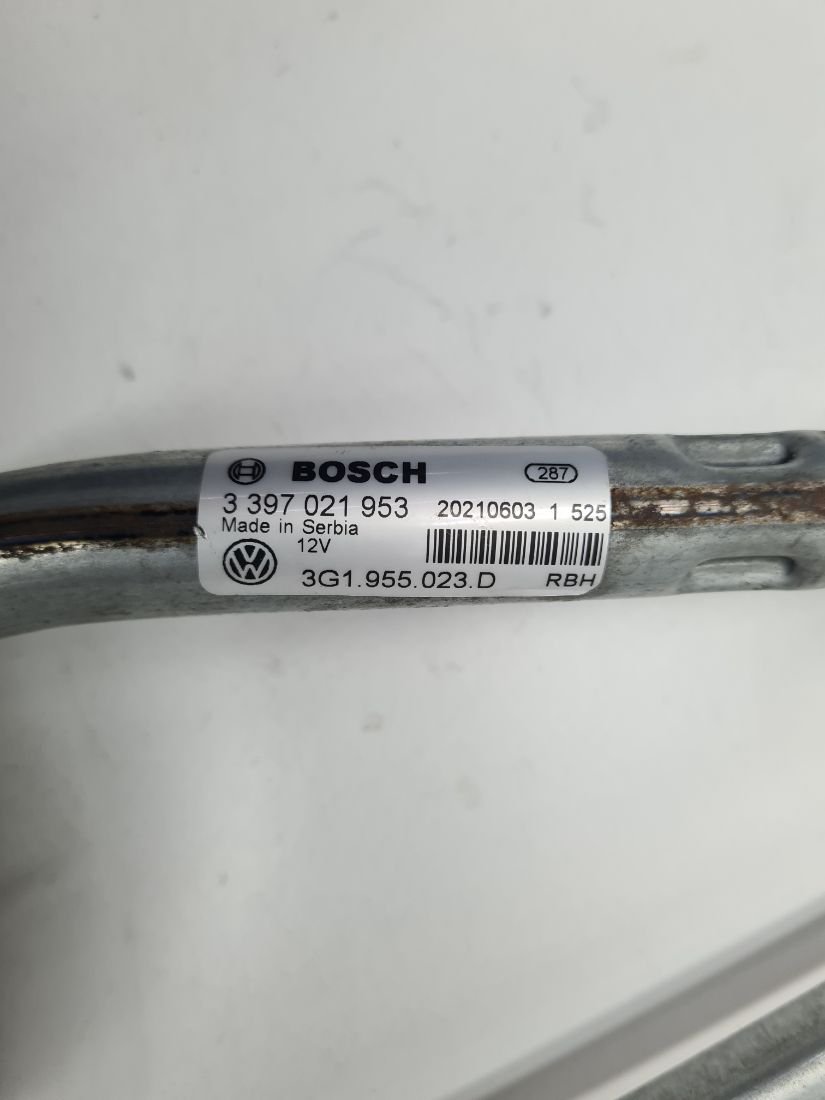 BOSCH 287
3 397 021 953 20210603 1 525
Made in Serbia
12V
3G1.955.023.D RBH